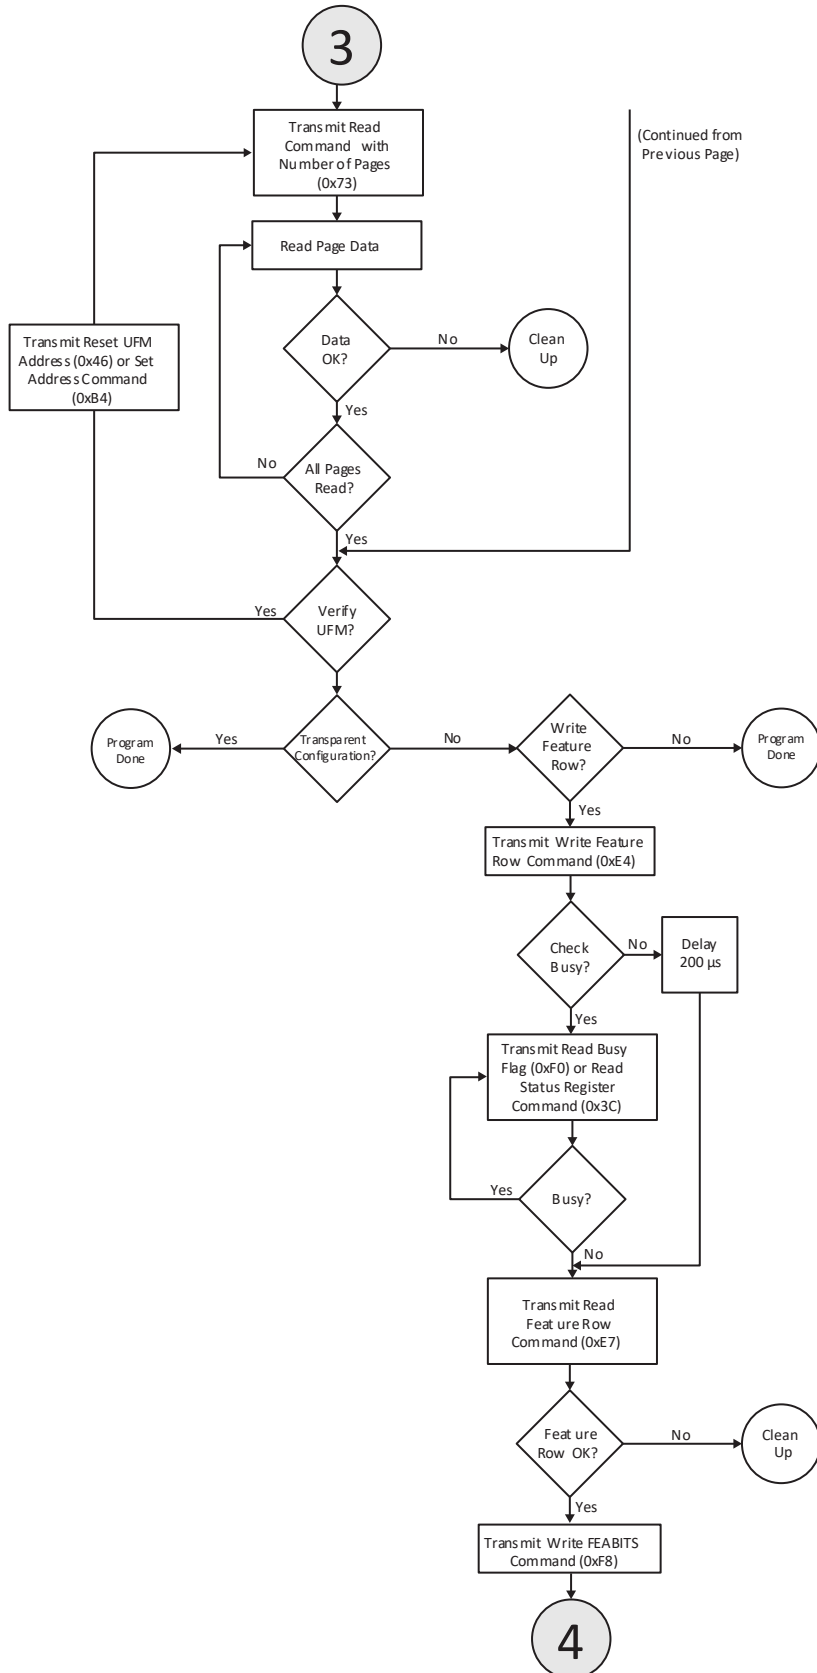 3
Transmit Read
Command with
Number of Pages
(0x73)
(Continued from
Previous Page)
Read Page Data
Transmit Reset UFM
Address (0x46) or Set
Address Command
(0xB4)
Data
OK?
No
Clean
Up
Yes
No
All Pages
Read?
Yes
Yes
Verify
UFM?
Program
Done
Yes
Transparent
Configuration?
No
Write
Feature
Row?
No
Program
Done
Yes
Transmit Write Feature
Row Command (0xE4)
Check
Busy?
No
Delay
200 µs
Yes
Transmit Read Busy
Flag (0xF0) or Read
Status Register
Command (0x3C)
Yes
Busy?
No
Transmit Read
Feature Row
Command (0xE7)
Feature
Row OK?
No
Clean
Up
Yes
Transmit Write FEABITS
Command (0xF8)
4